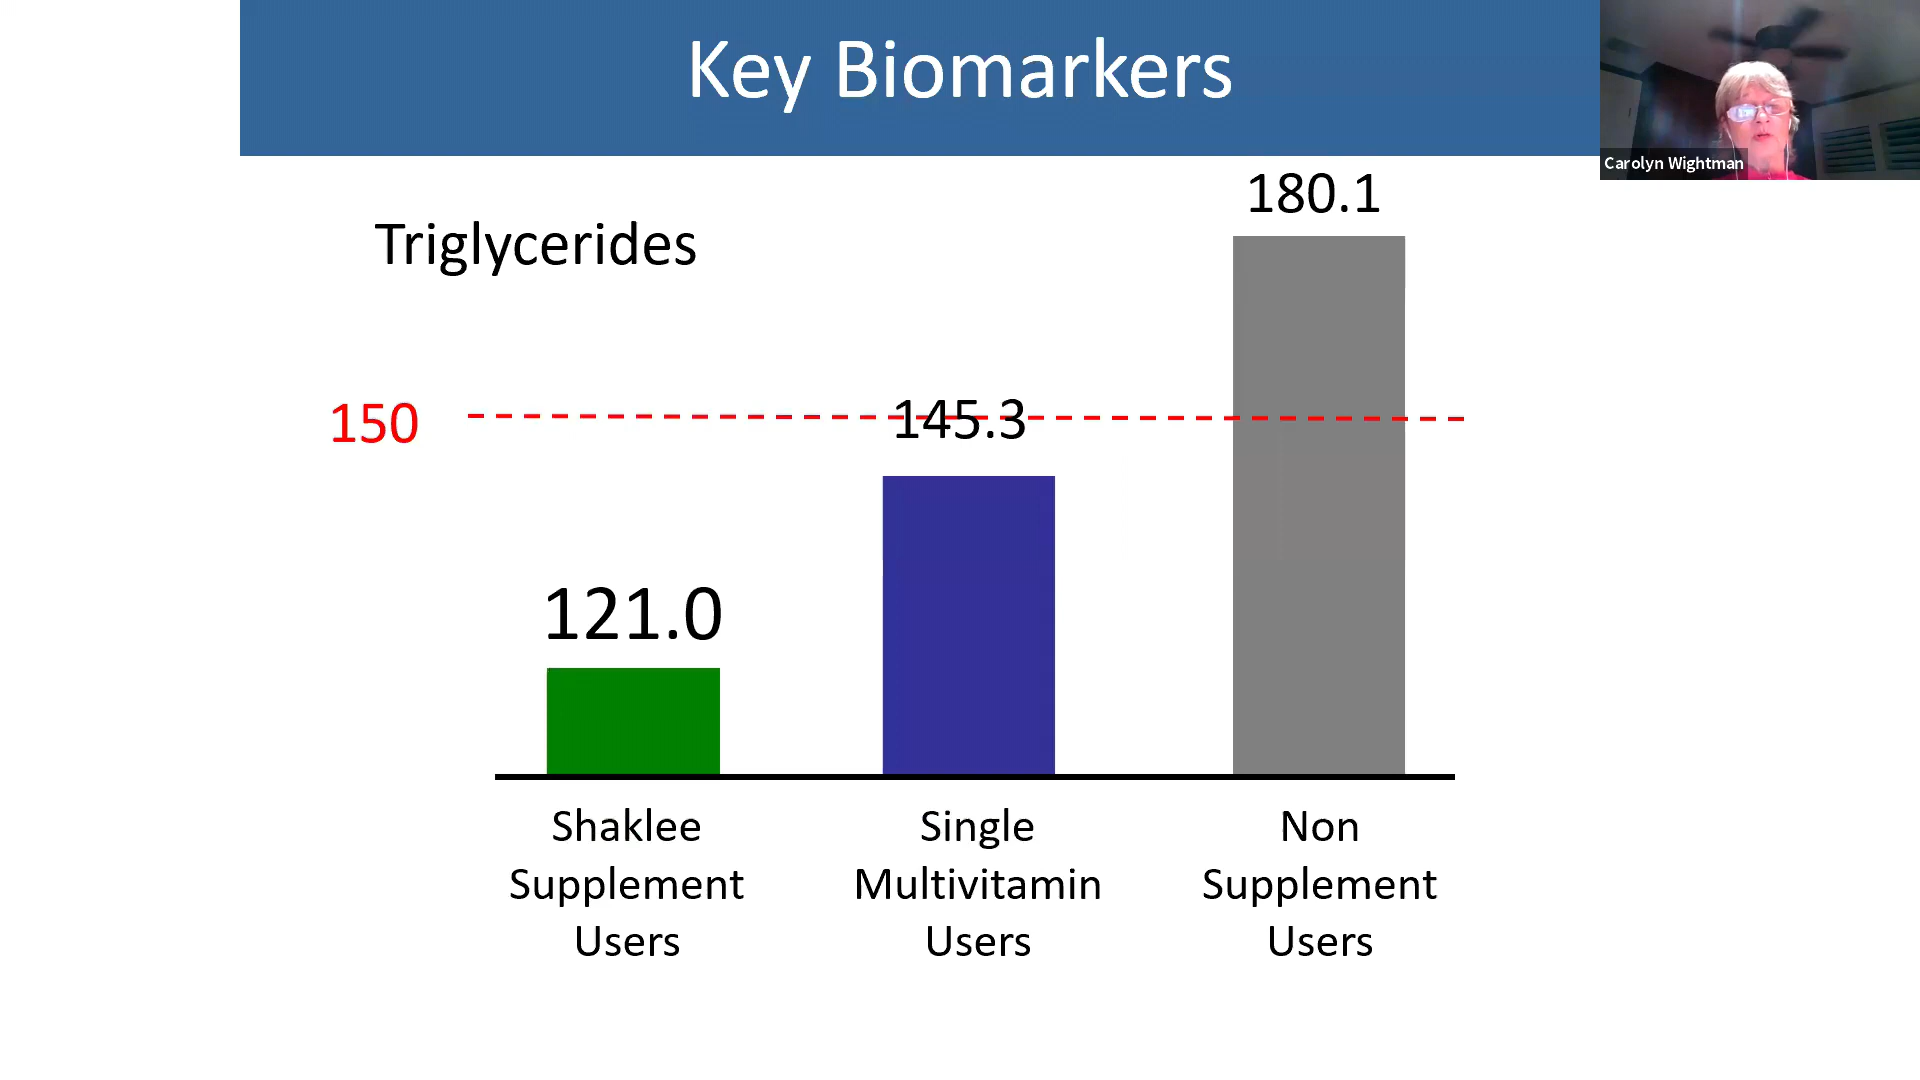 Key Biomarkers
Carolyn Wightman
Triglycerides
180.1
150
145.3
121.0
Shaklee
Supplement
Users
Single
Multivitamin
Users
Non
Supplement
Users